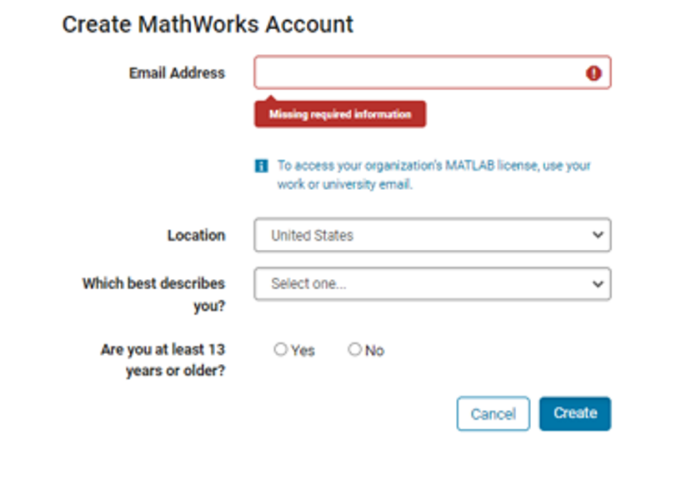 Create MathWorks Account
Email Address
Missing required information
To access your organization's MATLAB license, use your
work or university email.
Location
United States
Which best describes
you?
Select one...
Are you at least 13
years or older?
Yes
No
Cancel
Create